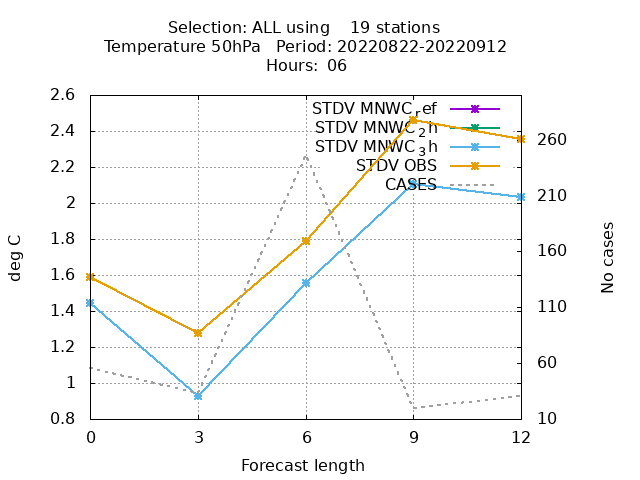 Selection: ALL using 19 stations
Temperature 50hPa Period: 20220822-20220912
Hours: 06
2.6
2.4
2.2
2
1.8
1.6
1.4
1.2
1
0.8
deg C
STDV MNWC_ref
STDV MNWC_2h
STDV MNWC_3h
STDV OBS
CASES
260
210
160
110
60
10
No cases
0 3 6 9 12
Forecast length